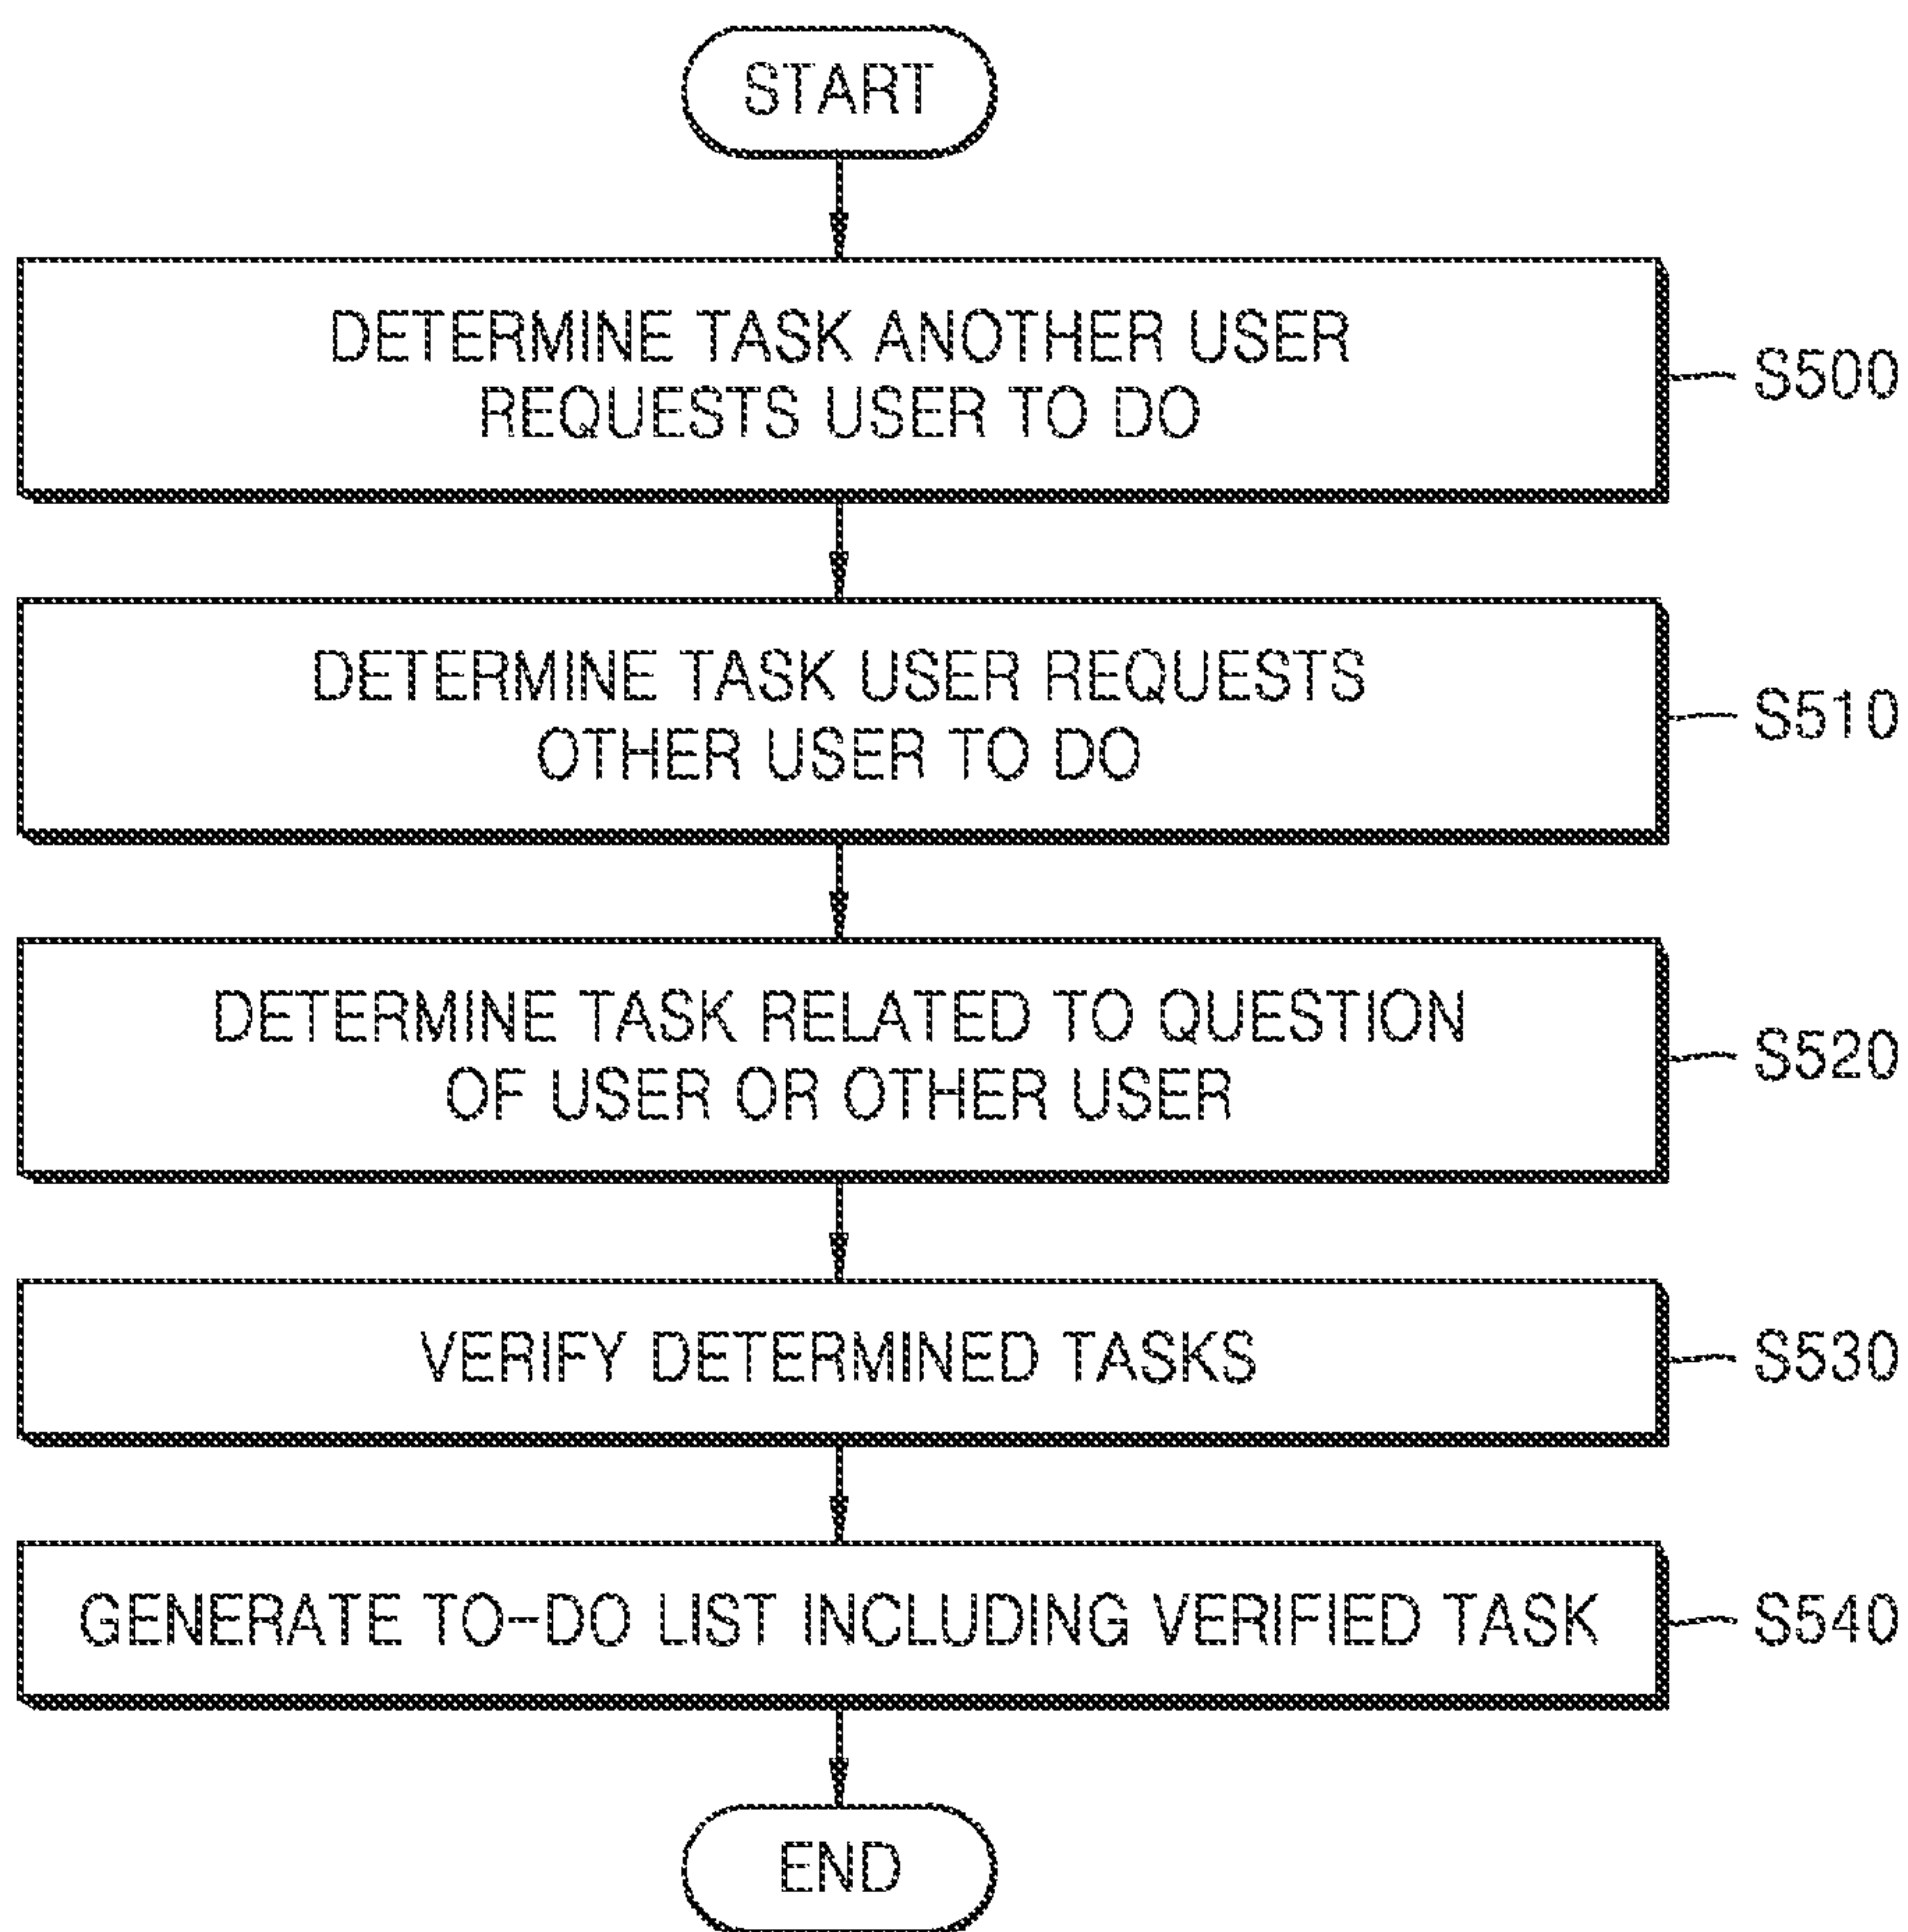 START
DETERMINE TASK ANOTHER USER
REQUESTS USER TO DO
S500
DETERMINE TASK USER REQUESTS
OTHER USER TO DO
S510
DETERMINE TASK RELATED TO QUESTION
OF USER OR OTHER USER
S520
VERIFY DETERMINED TASKS
S530
GENERATE TO-DO LIST INCLUDING VERIFIED TASK
S540
END